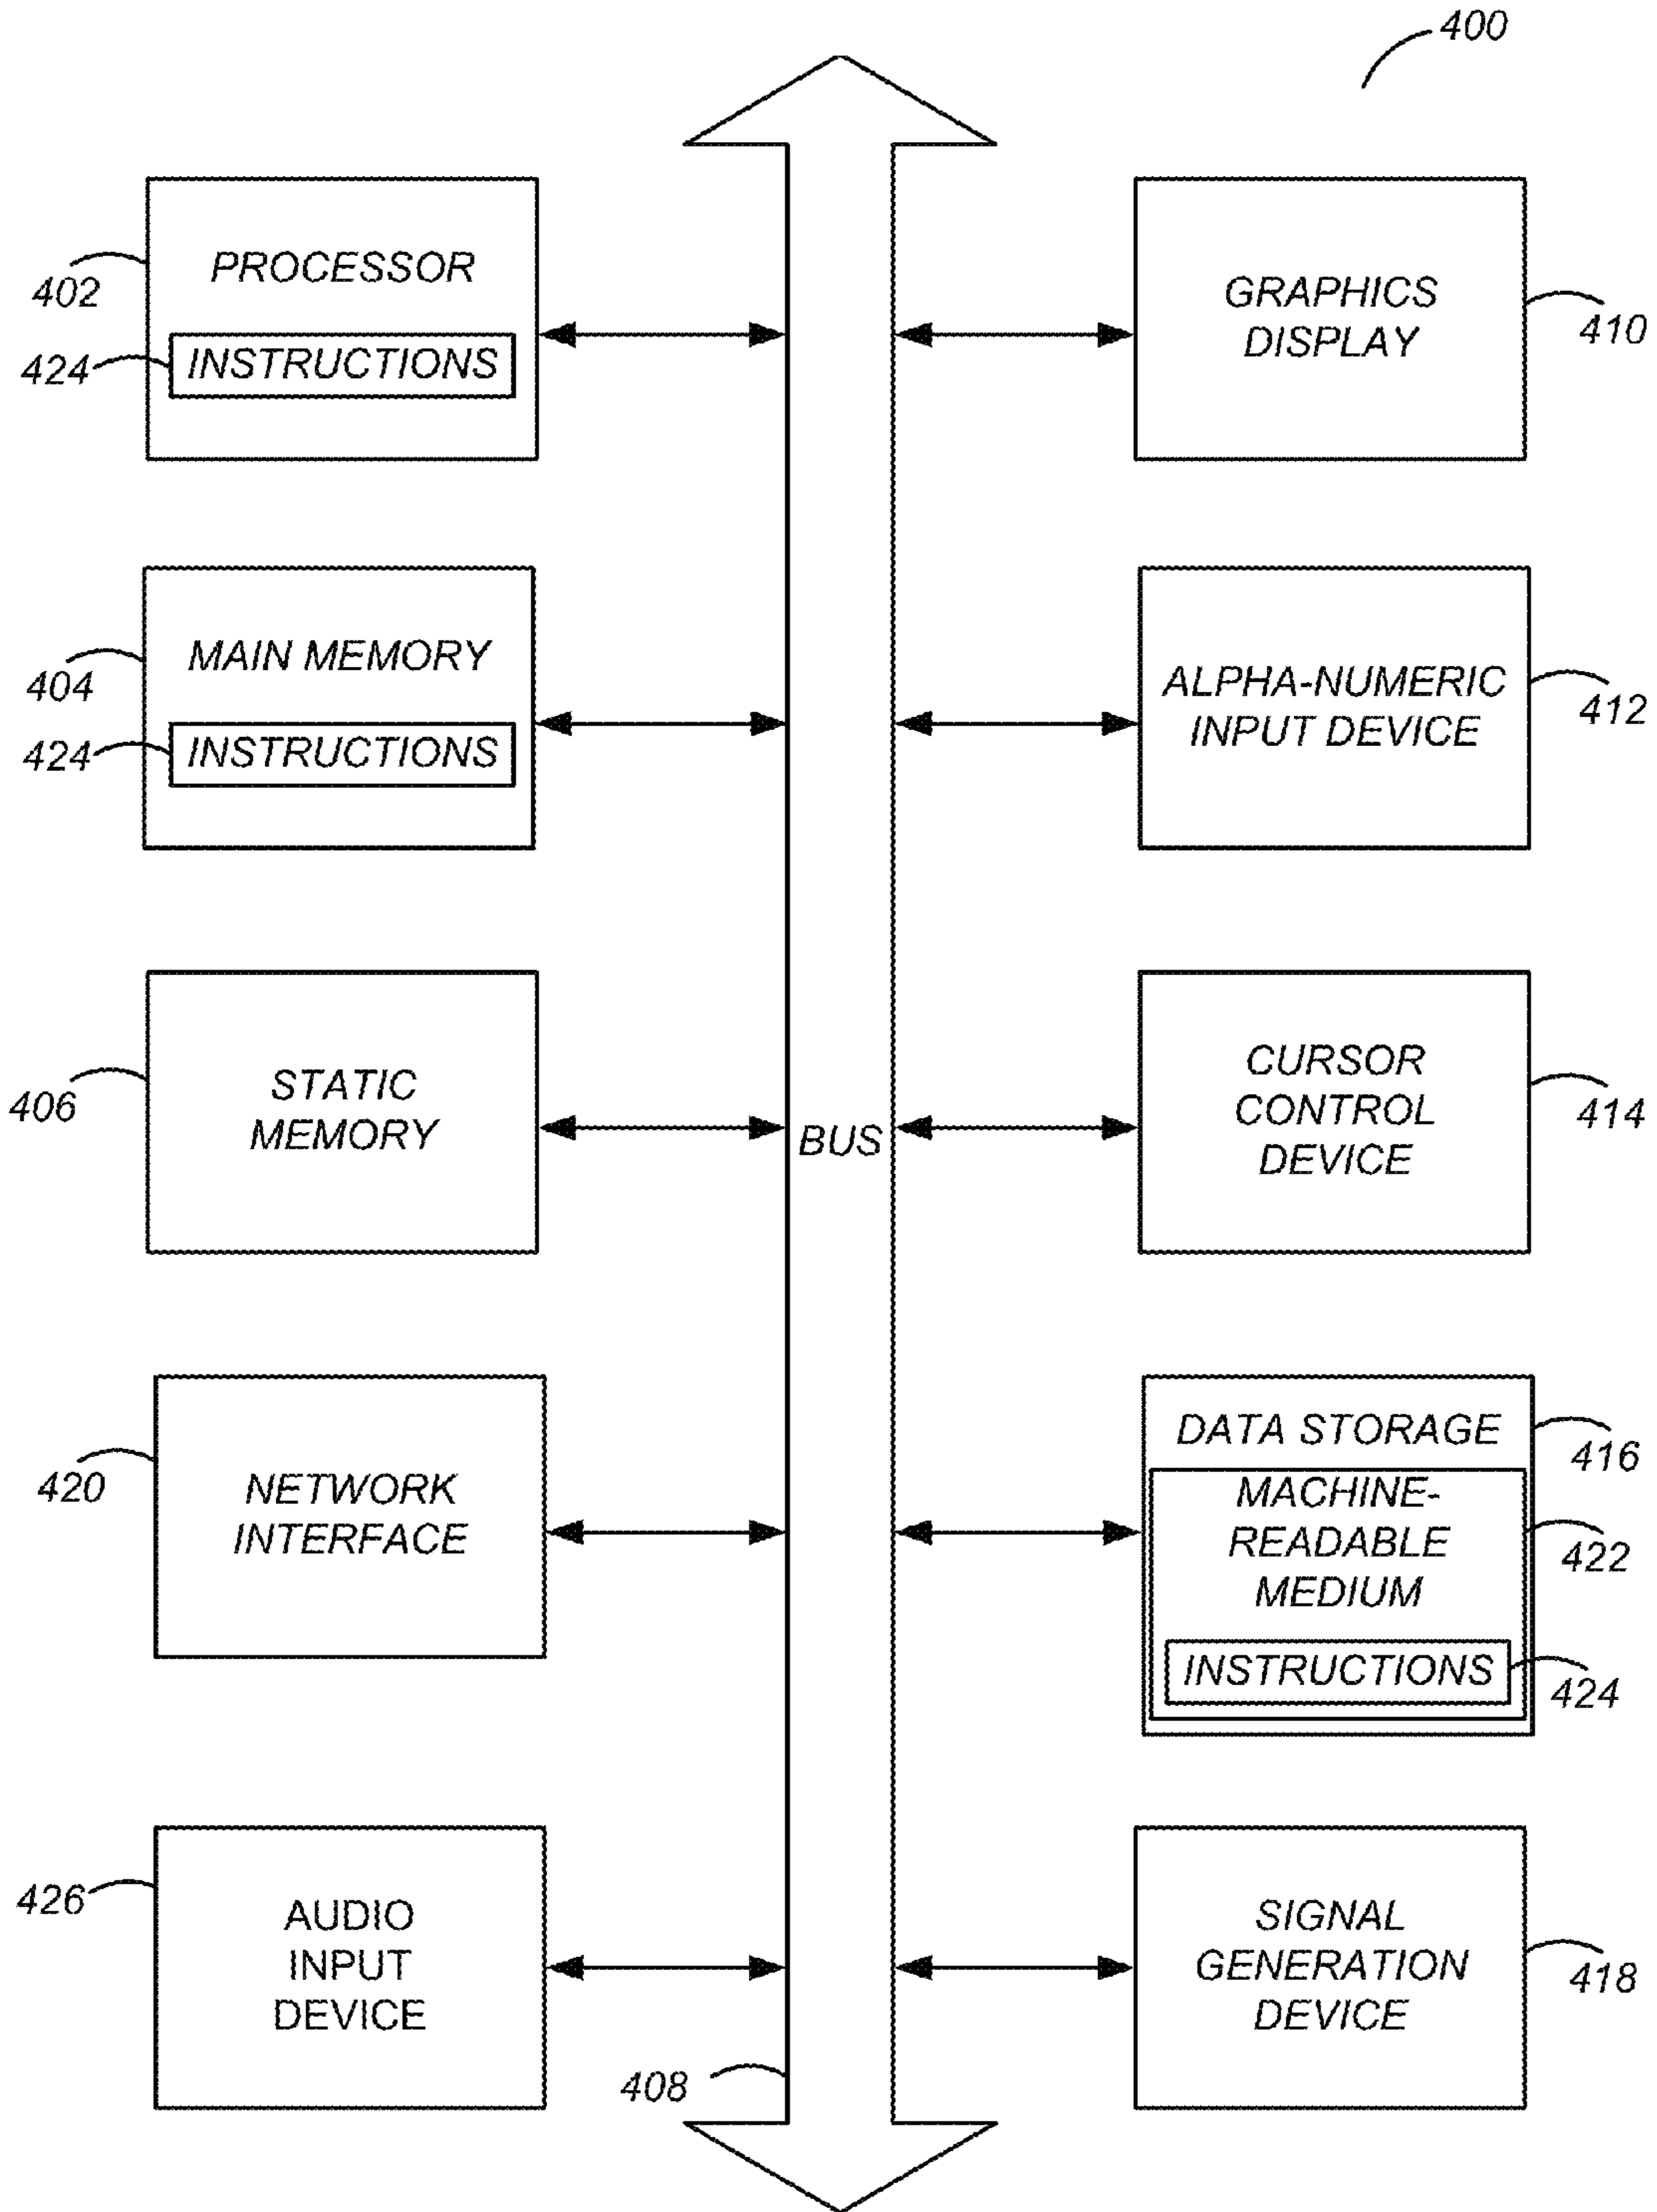 400
PROCESSOR
402
INSTRUCTIONS
424
GRAPHICS
DISPLAY
410
MAIN MEMORY
404
INSTRUCTIONS
424
ALPHA-NUMERIC
INPUT DEVICE
412
STATIC
MEMORY
406
BUS
CURSOR
CONTROL
DEVICE
414
NETWORK
INTERFACE
420
DATA STORAGE
416
MACHINE-
READABLE
MEDIUM
422
INSTRUCTIONS
424
AUDIO
INPUT
DEVICE
426
408
SIGNAL
GENERATION
DEVICE
418